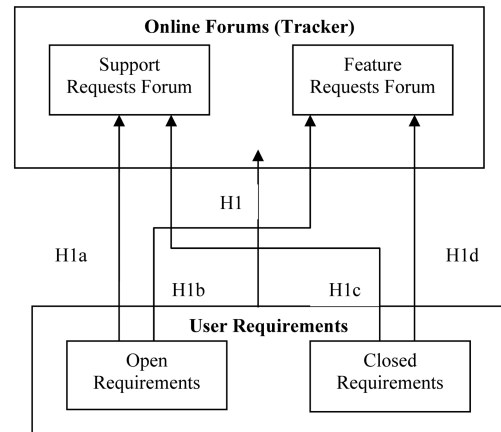 Online Forums (Tracker)
Support
Requests Forum
Feature
Requests Forum
H1
H1a
H1d
H1b
H1c
User Requirements
Open
Requirements
Closed
Requirements